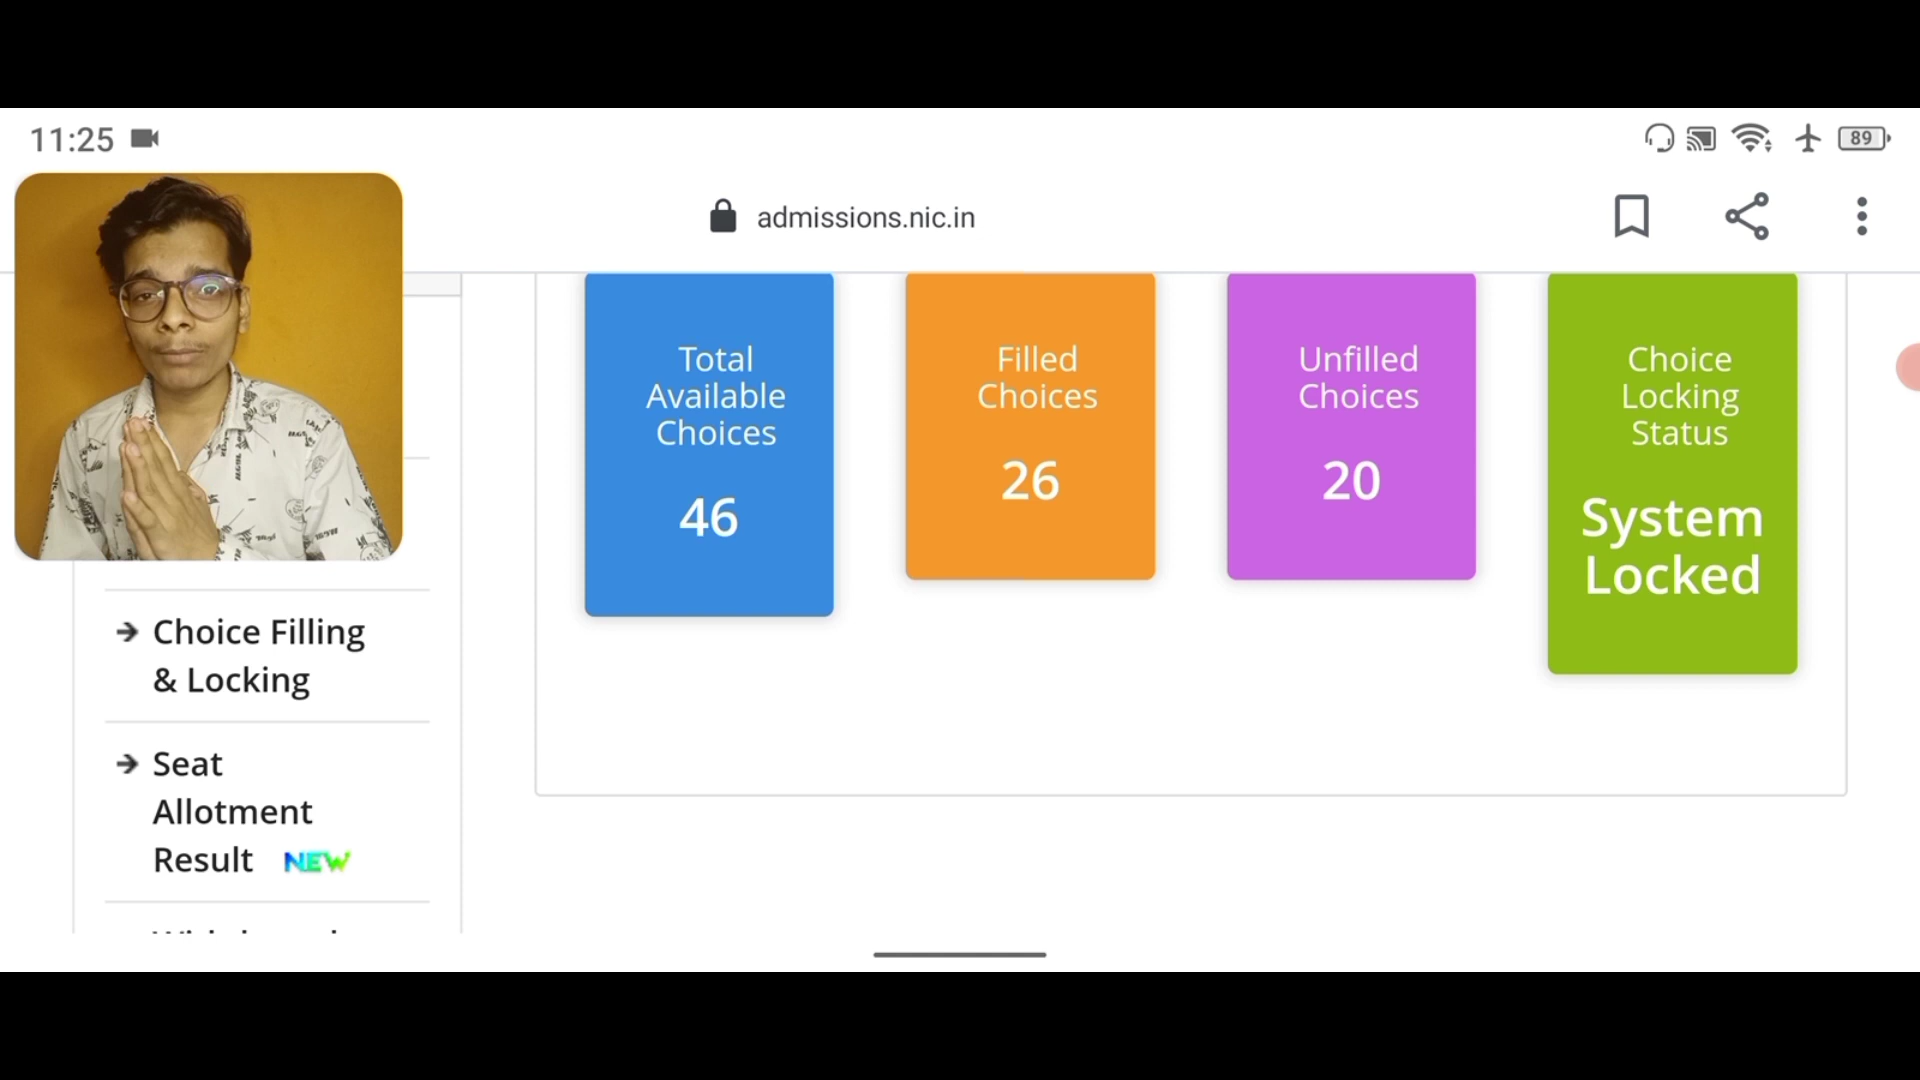 11:25
89
admissions.nic.in
Total
Available
Choices
46
Filled
Choices
26
Unfilled
Choices
20
Choice
Locking
Status
System
Locked
Choice Filling
& Locking
Seat
Allotment
Result NEW